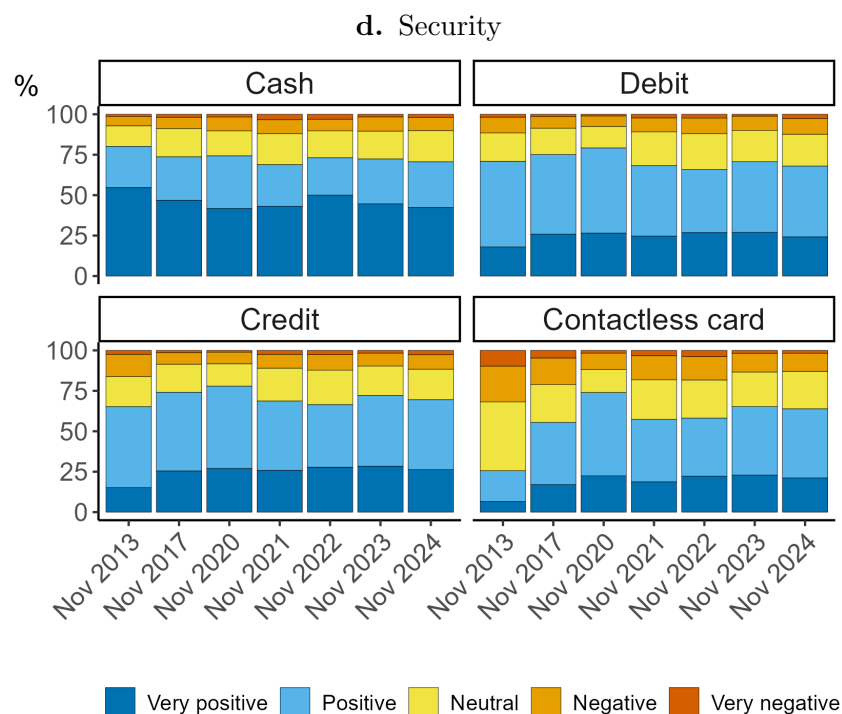 d. Security
%
Cash
Debit
100
75
50
25
0
Credit
Contactless card
100
75
50
25
0
Nov 2013 Nov 2017 Nov 2020 Nov 2021 Nov 2022 Nov 2023 Nov 2024
Nov 2013 Nov 2017 Nov 2020 Nov 2021 Nov 2022 Nov 2023 Nov 2024
Very positive Positive Neutral Negative Very negative